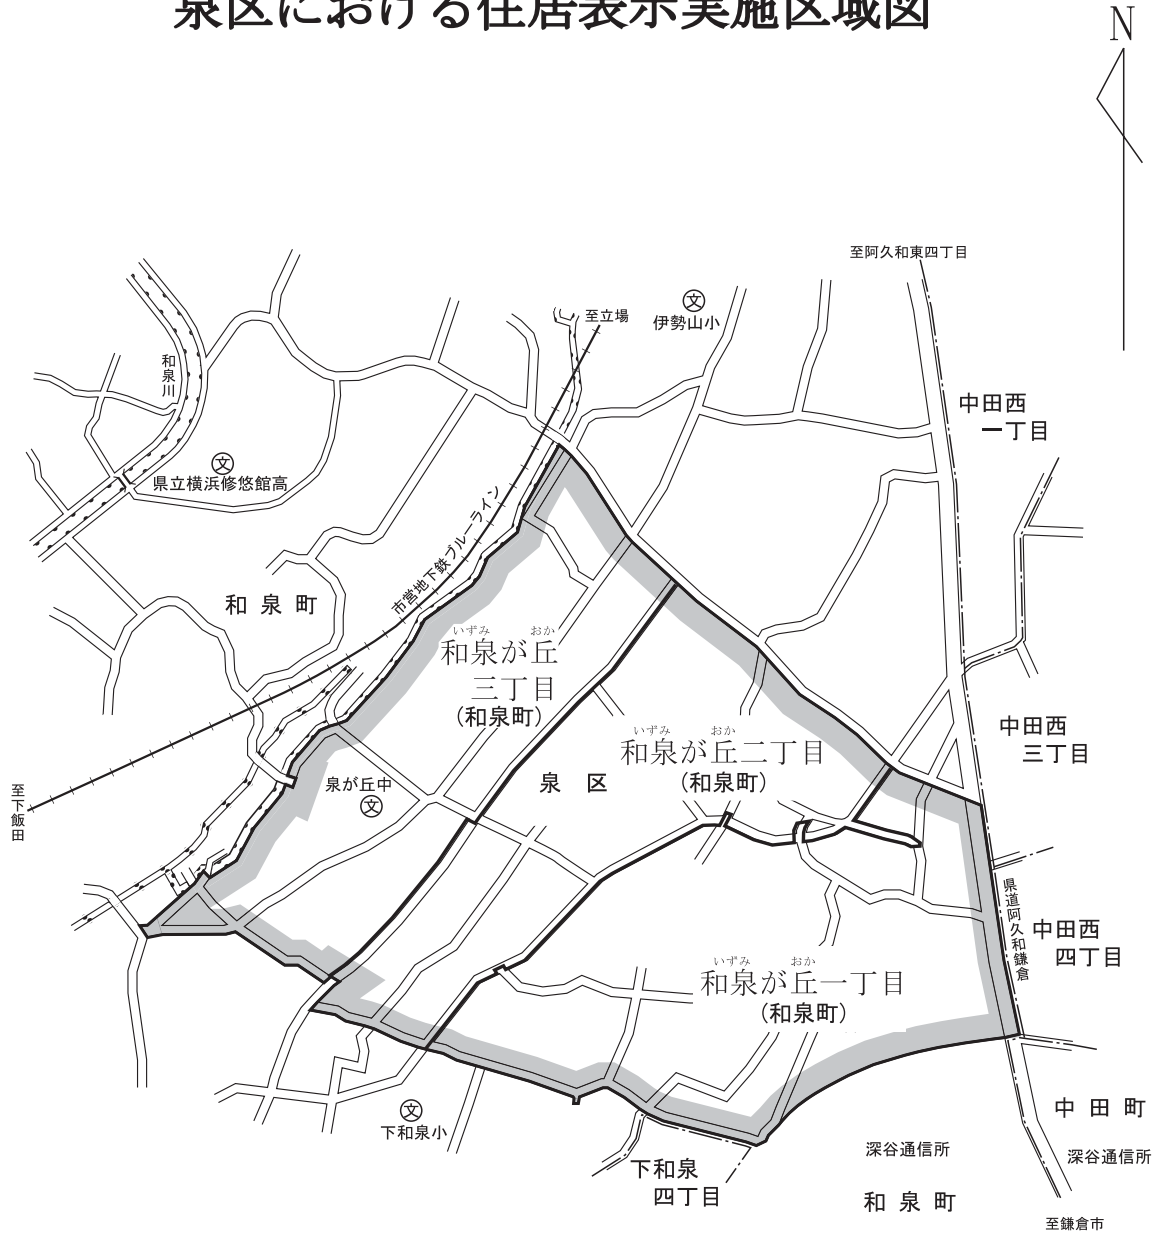 泉区における住居表示実施区域図
N
至阿久和東四丁目
至立場
文
伊勢山小
和泉川
中田西
一丁目
文
県立横浜修悠館高
市営地下鉄ブルーライン
和泉町
いずみ おか
和泉が丘
三丁目
(和泉町)
中田西
三丁目
いずみ おか
和泉が丘二丁目
(和泉町)
泉区
泉が丘中
文
至下飯田
県道阿久和鎌倉
中田西
四丁目
いずみ おか
和泉が丘一丁目
(和泉町)
文
下和泉小
中田町
深谷通信所
深谷通信所
下和泉
四丁目
和泉町
至鎌倉市